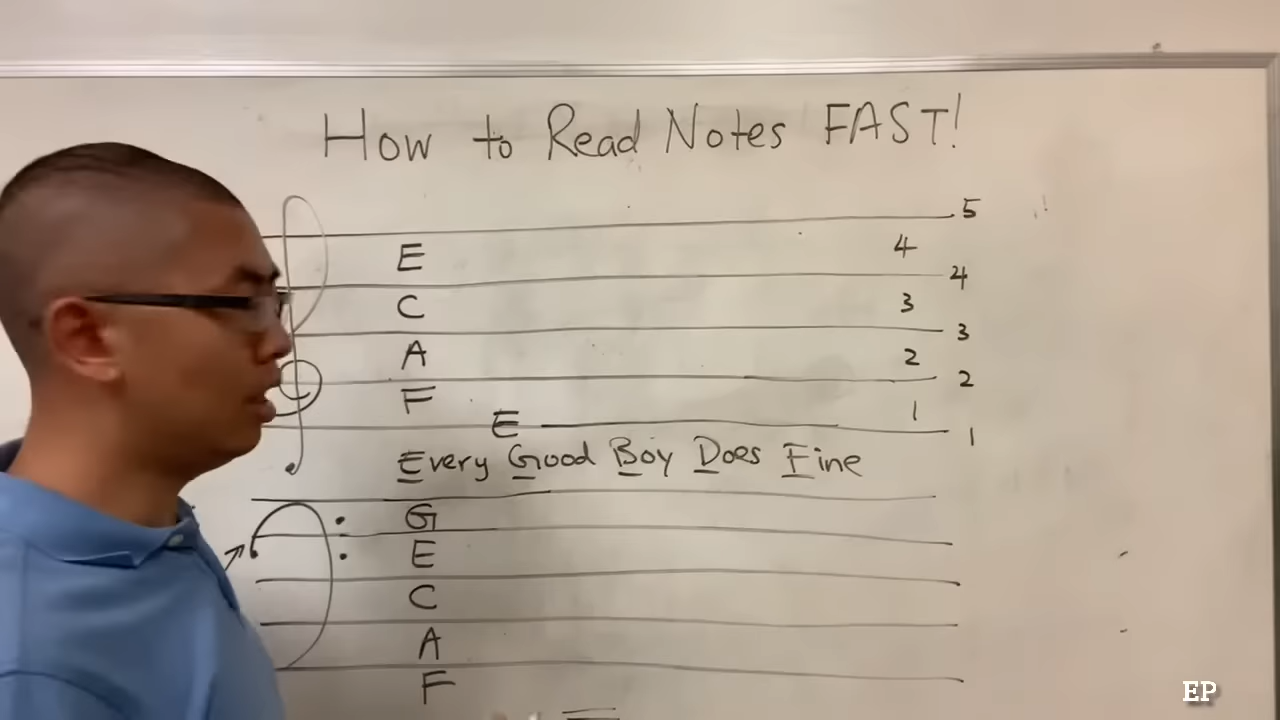 How to Read Notes FAST!
5
E 4
4
C 3
3
A 2
2
F 1
E 1
Every Good Boy Does Fine
G
E
C
A
F
EP